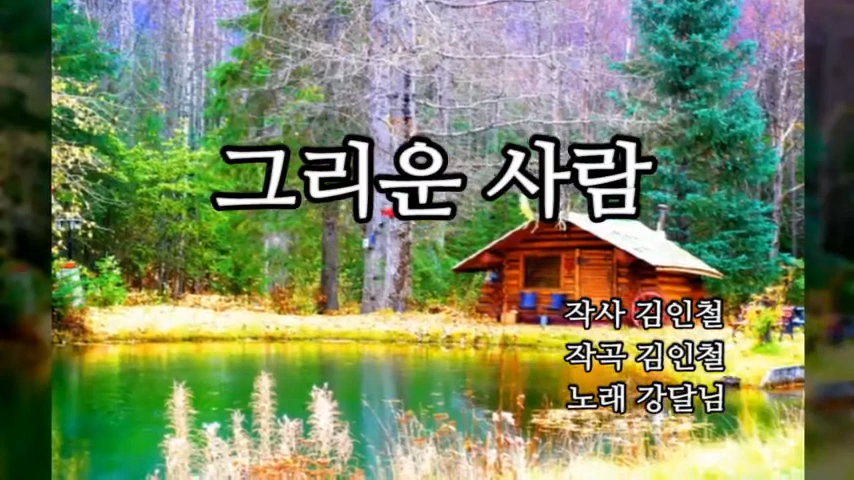 그리운 사람
작사 김인철
작곡 김인철
노래 강달님